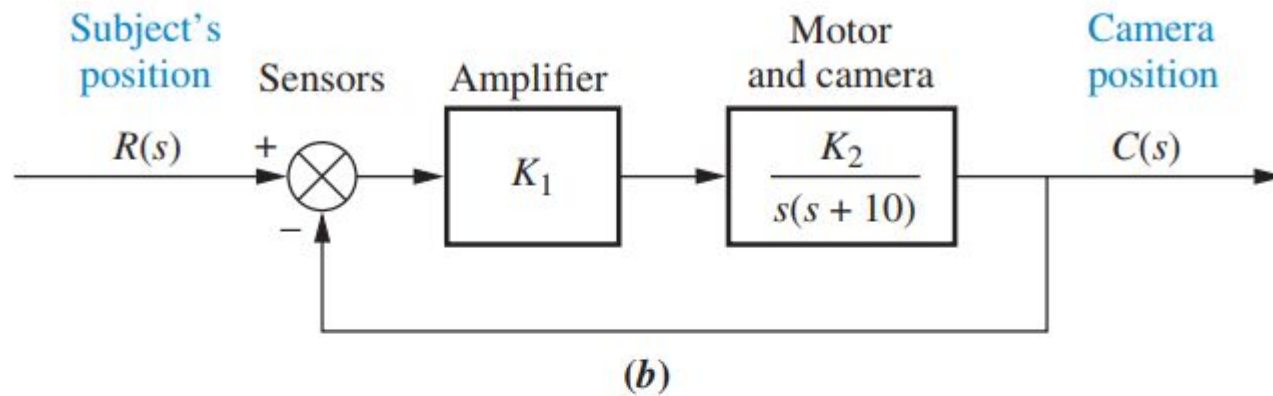 Subject's
position
Sensors
Amplifier
Motor
and camera
Camera
position
R(s)
+
−
K₁
K₂
s(s + 10)
C(s)
(b)